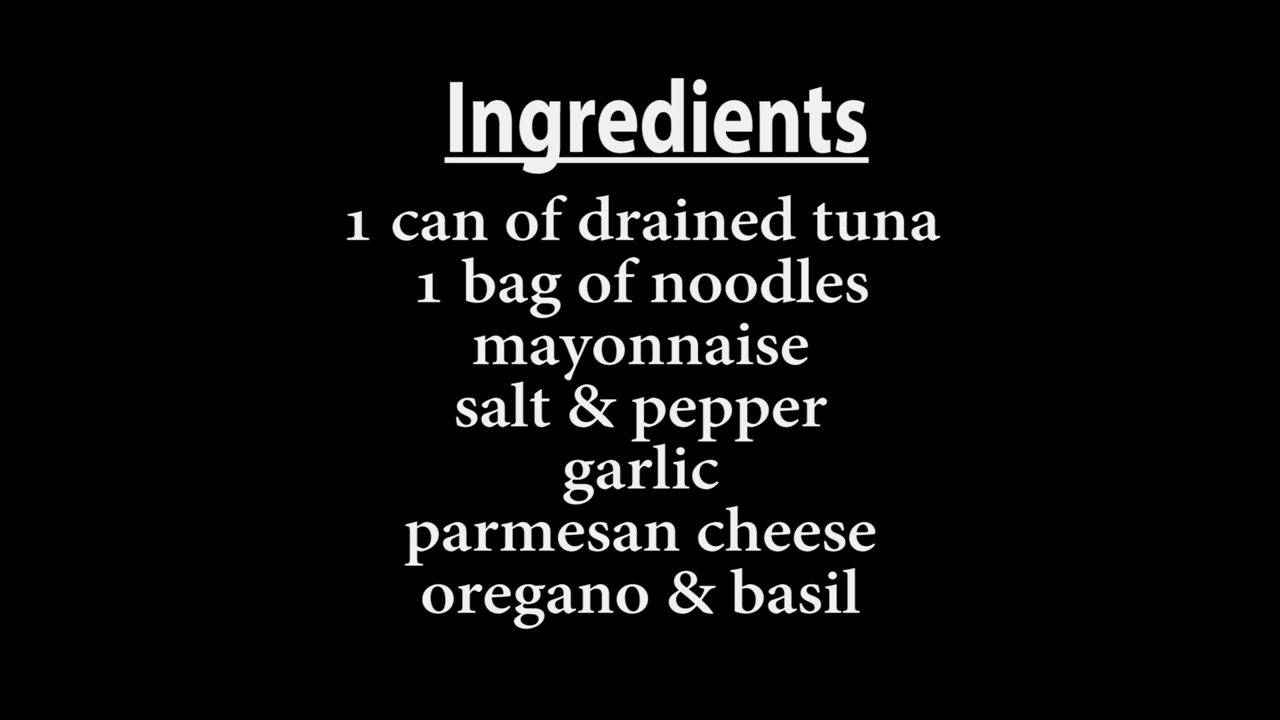 Ingredients
1 can of drained tuna
1 bag of noodles
mayonnaise
salt & pepper
garlic
parmesan cheese
oregano & basil